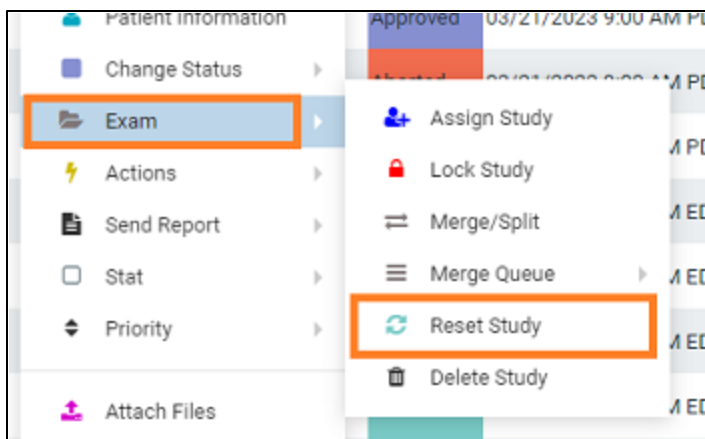 Patient Information
Approved 03/21/2023 9:00 AM
Change Status
Exam
Assign Study
Actions
Lock Study
Send Report
Merge/Split
Stat
Merge Queue
Priority
Reset Study
Delete Study
Attach Files